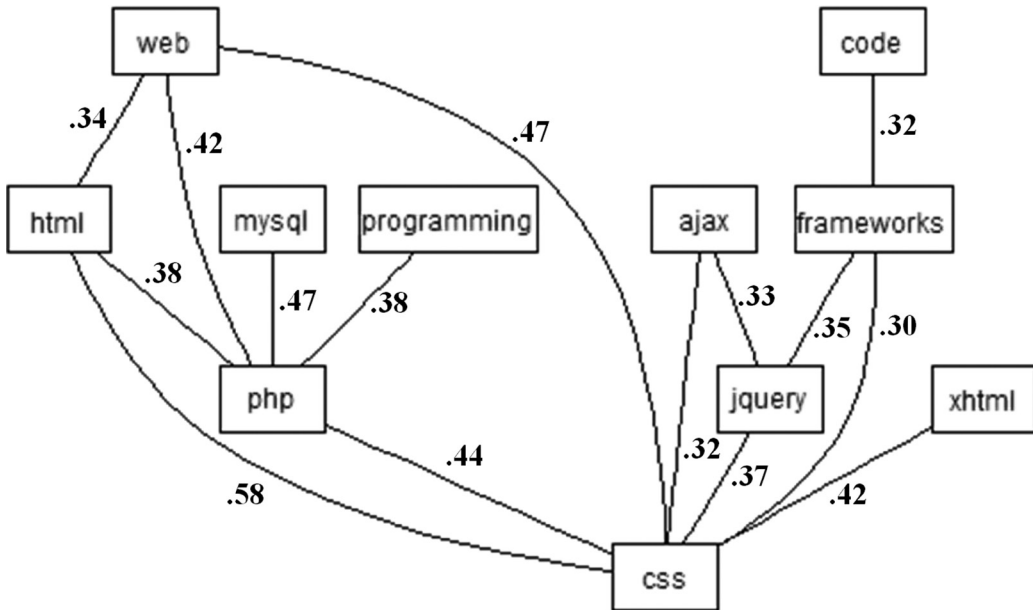 web
code
.34
.42
.47
.32
html
mysql
programming
ajax
frameworks
.38
.47
.38
.33
.35
.30
php
jquery
xhtml
.58
.44
.32
.37
.42
css